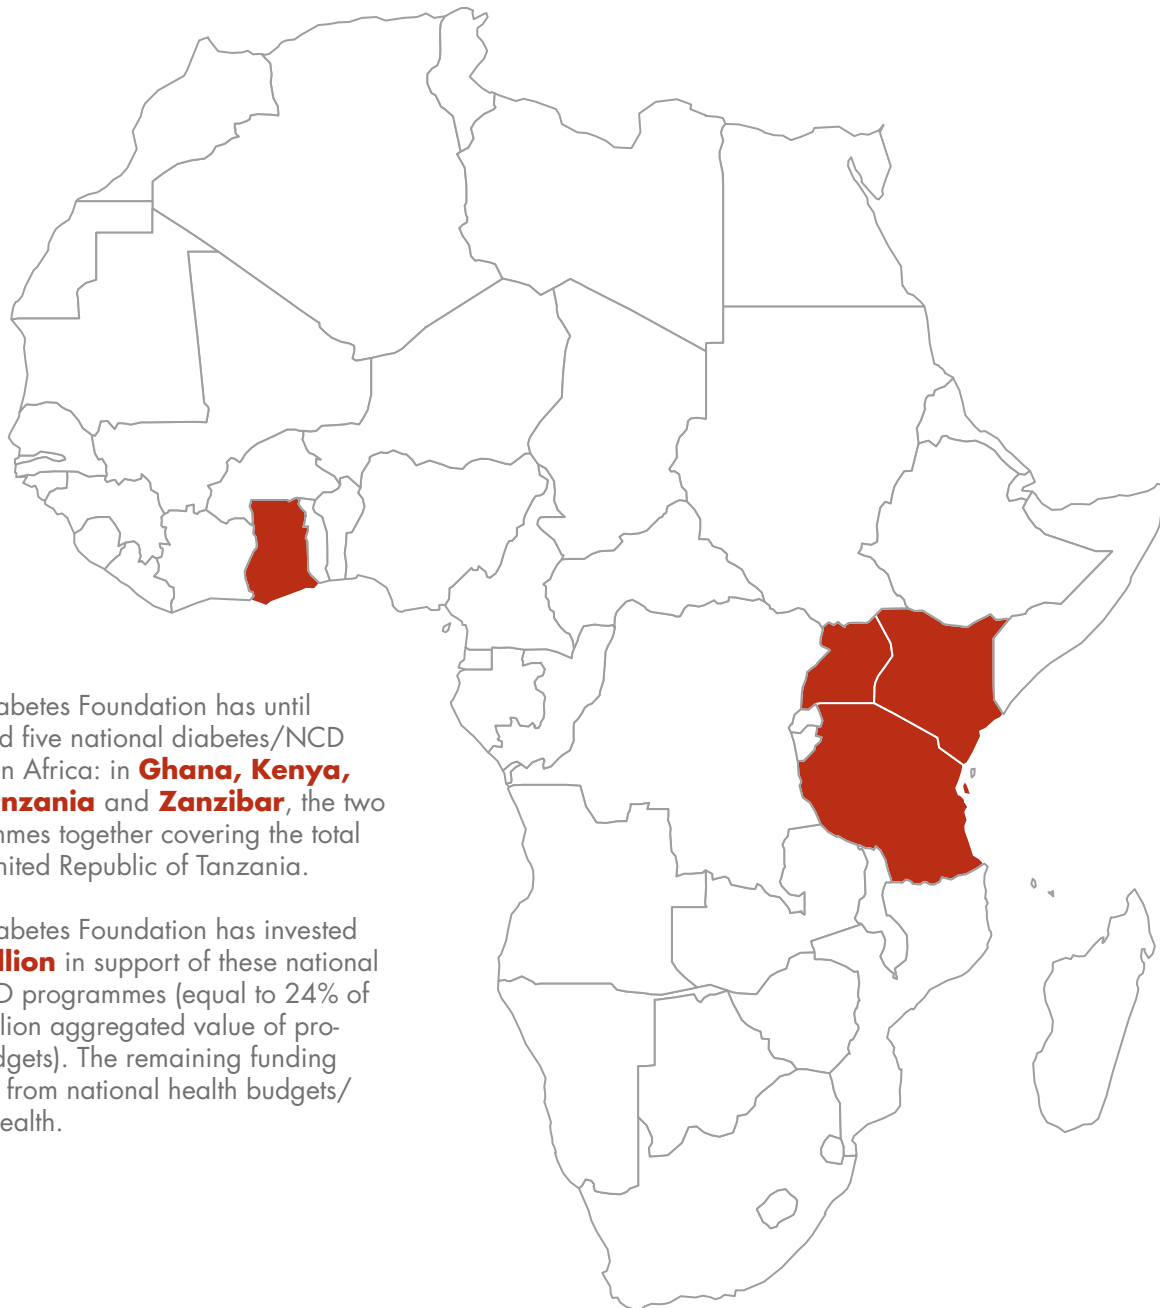 abetes Foundation has until
d five national diabetes/NCD
n Africa: in Ghana, Kenya,
nzania and Zanzibar, the two
mmes together covering the total
nited Republic of Tanzania.
abetes Foundation has invested
llion in support of these national
D programmes (equal to 24% of
llion aggregated value of pro-
dgets). The remaining funding
from national health budgets/
ealth.